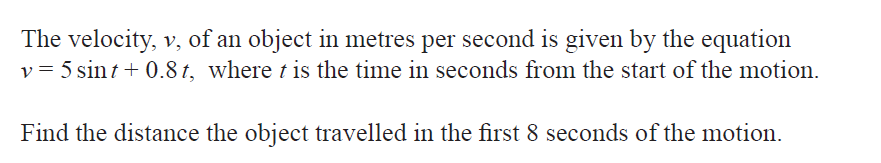 The velocity, v, of an object in metres per second is given by the equation
v = 5 sin t + 0.8 t, where t is the time in seconds from the start of the motion.
Find the distance the object travelled in the first 8 seconds of the motion.